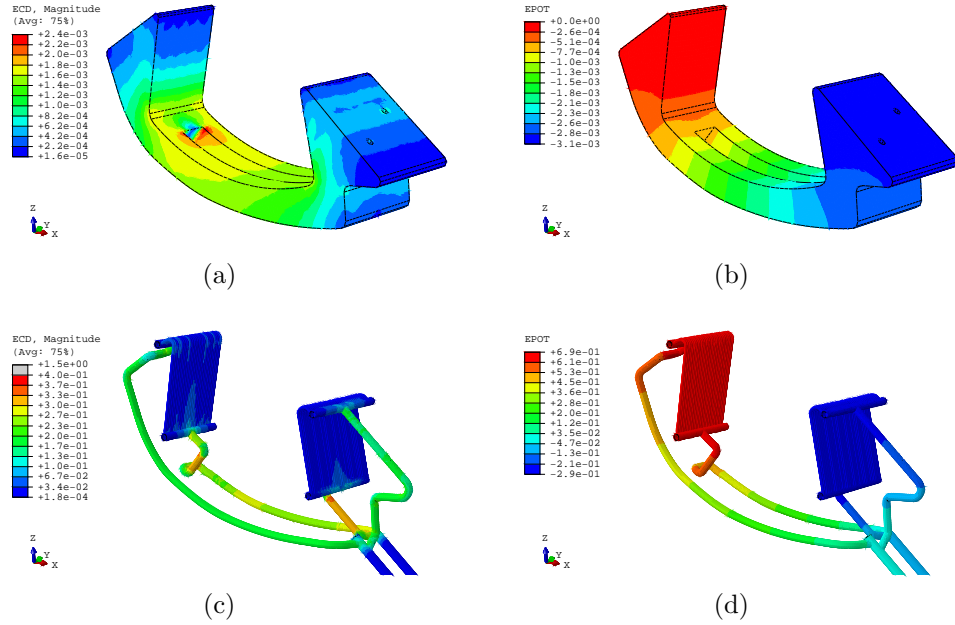 ECD, Magnitude
(Avg: 75%)
+2.4e-03
+2.2e-03
+2.0e-03
+1.8e-03
+1.6e-03
+1.4e-03
+1.2e-03
+1.0e-03
+8.2e-04
+6.2e-04
+4.2e-04
+2.2e-04
+1.6e-05
Z
Y
X
(a)
EPOT
+0.0e+00
-2.6e-04
-5.1e-04
-7.7e-04
-1.0e-03
-1.3e-03
-1.5e-03
-1.8e-03
-2.1e-03
-2.3e-03
-2.6e-03
-2.8e-03
-3.1e-03
Z
Y
X
(b)
ECD, Magnitude
(Avg: 75%)
+1.5e+00
+4.0e-01
+3.7e-01
+3.3e-01
+3.0e-01
+2.7e-01
+2.3e-01
+2.0e-01
+1.7e-01
+1.3e-01
+1.0e-01
+6.7e-02
+3.4e-02
+1.8e-04
Z
Y
X
(c)
EPOT
+6.9e-01
+6.1e-01
+5.3e-01
+4.5e-01
+3.6e-01
+2.8e-01
+2.0e-01
+1.2e-01
+3.5e-02
-4.7e-02
-1.3e-01
-2.1e-01
-2.9e-01
Z
Y
X
(d)